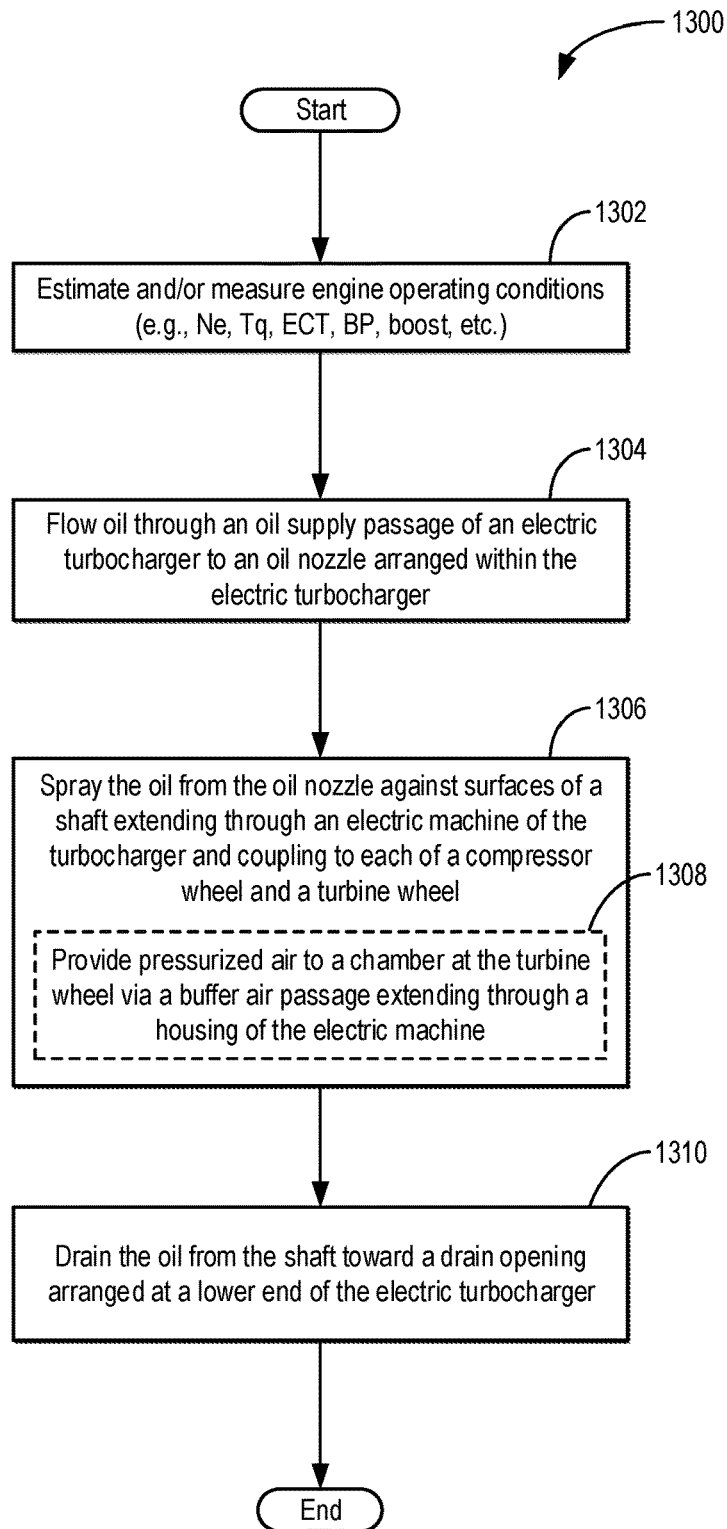 1300
Start
1302
Estimate and/or measure engine operating conditions
(e.g., Ne, Tq, ECT, BP, boost, etc.)
1304
Flow oil through an oil supply passage of an electric
turbocharger to an oil nozzle arranged within the
electric turbocharger
1306
Spray the oil from the oil nozzle against surfaces of a
shaft extending through an electric machine of the
turbocharger and coupling to each of a compressor
wheel and a turbine wheel
1308
Provide pressurized air to a chamber at the turbine
wheel via a buffer air passage extending through a
housing of the electric machine
1310
Drain the oil from the shaft toward a drain opening
arranged at a lower end of the electric turbocharger
End